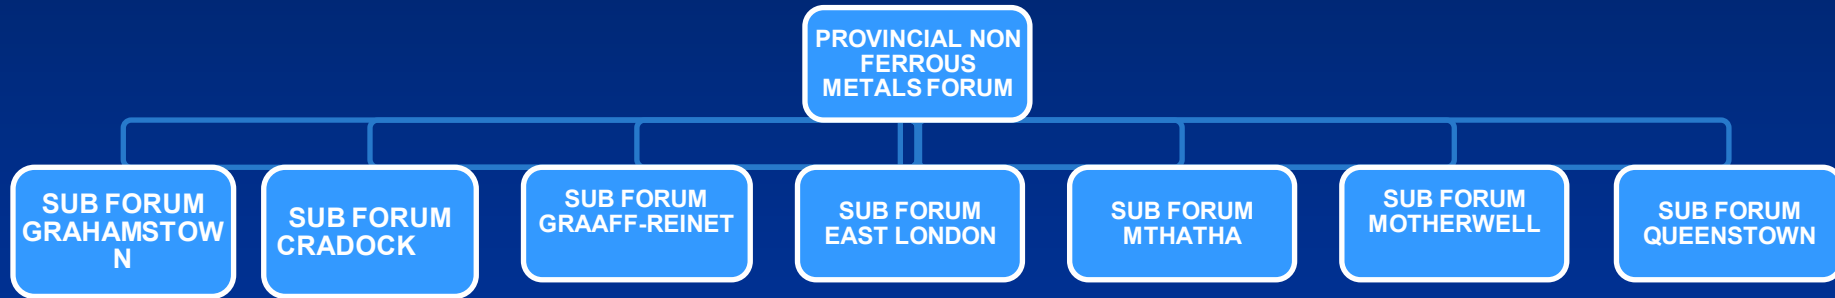 PROVINCIAL NON
FERROUS
METALS FORUM
SUB FORUM
GRAHAMSTOW
N
SUB FORUM
CRADOCK
SUB FORUM
GRAAFF-REINET
SUB FORUM
EAST LONDON
SUB FORUM
MTHATHA
SUB FORUM
MOTHERWELL
SUB FORUM
QUEENSTOWN